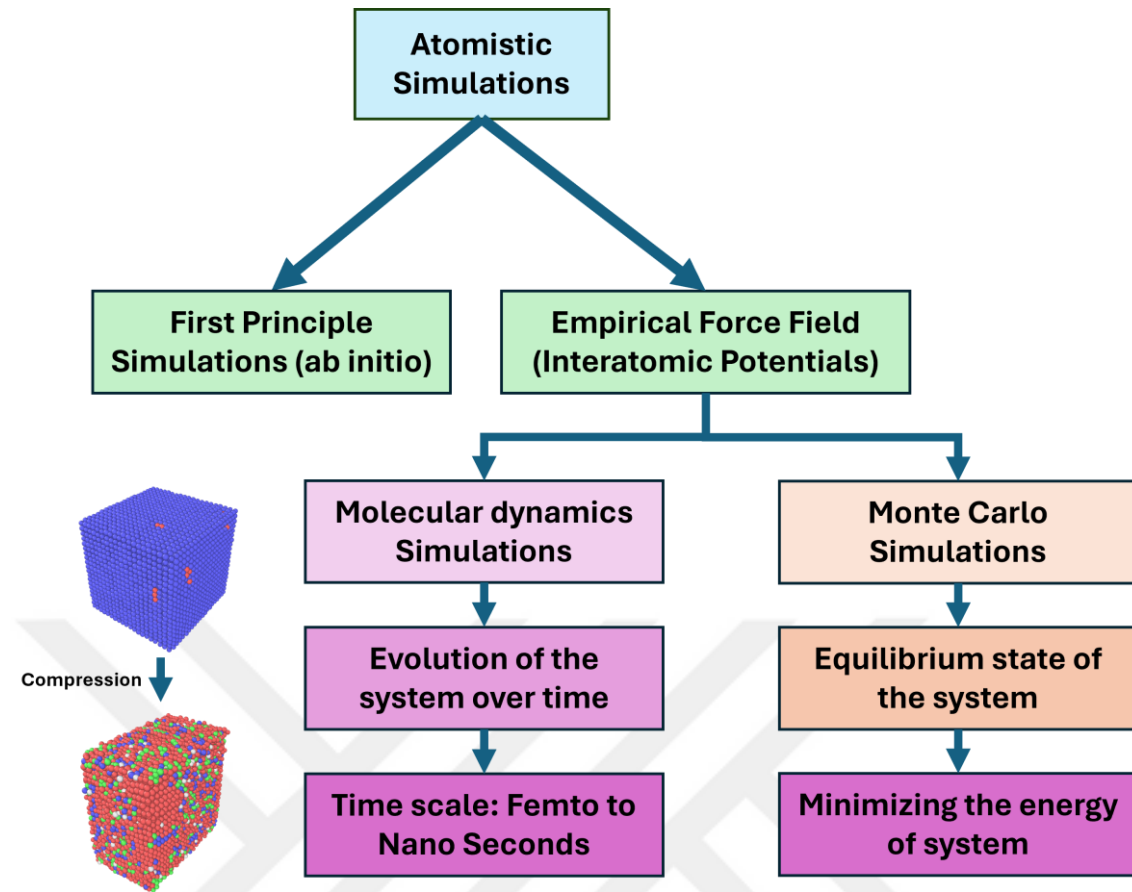 Atomistic
Simulations
First Principle
Simulations (ab initio)
Empirical Force Field
(Interatomic Potentials)
Molecular dynamics
Simulations
Monte Carlo
Simulations
Compression
Evolution of the
system over time
Equilibrium state of
the system
Time scale: Femto to
Nano Seconds
Minimizing the energy
of system